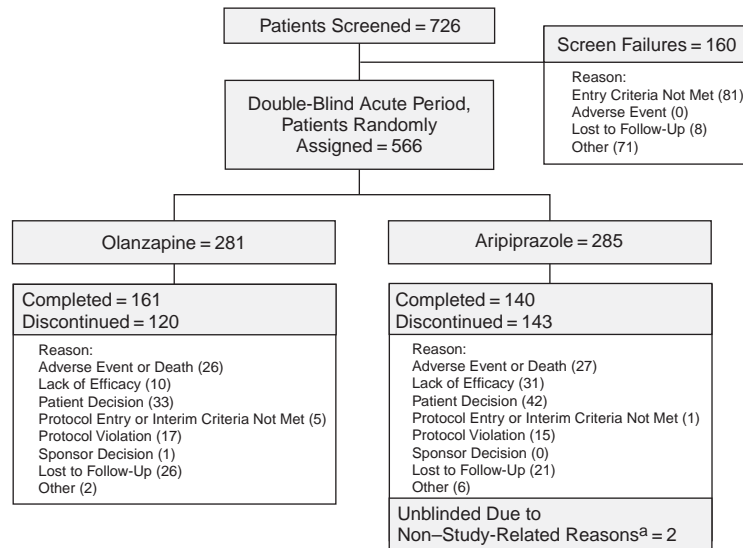 Patients Screened = 726
Screen Failures = 160
Reason:
Entry Criteria Not Met (81)
Adverse Event (0)
Lost to Follow-Up (8)
Other (71)
Double-Blind Acute Period,
Patients Randomly
Assigned = 566
Olanzapine = 281
Completed = 161
Discontinued = 120
Reason:
Adverse Event or Death (26)
Lack of Efficacy (10)
Patient Decision (33)
Protocol Entry or Interim Criteria Not Met (5)
Protocol Violation (17)
Sponsor Decision (1)
Lost to Follow-Up (26)
Other (2)
Aripiprazole = 285
Completed = 140
Discontinued = 143
Reason:
Adverse Event or Death (27)
Lack of Efficacy (31)
Patient Decision (42)
Protocol Entry or Interim Criteria Not Met (1)
Protocol Violation (15)
Sponsor Decision (0)
Lost to Follow-Up (21)
Other (6)
Unblinded Due to
Non–Study-Related Reasonsᵃ = 2